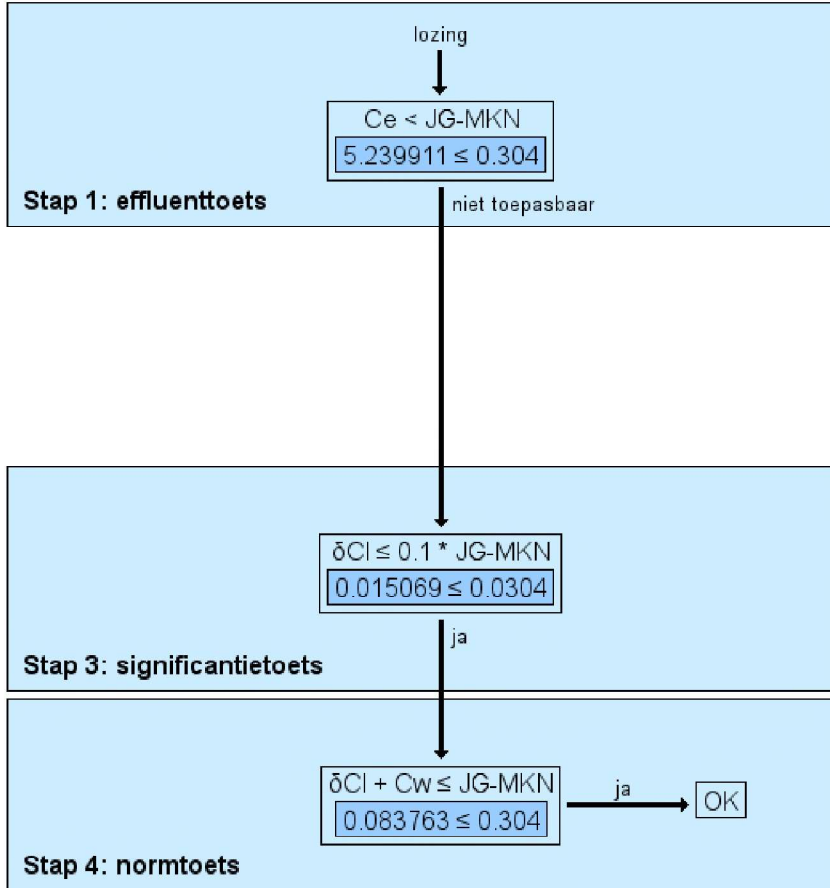 lozing
Ce < JG-MKN
5.239911 ≤ 0.304
Stap 1: effluenttoets
niet toepasbaar
δCl ≤ 0.1 * JG-MKN
0.015069 ≤ 0.0304
ja
Stap 3: significantietoets
δCl + Cw ≤ JG-MKN
0.083763 ≤ 0.304
ja
OK
Stap 4: normtoets